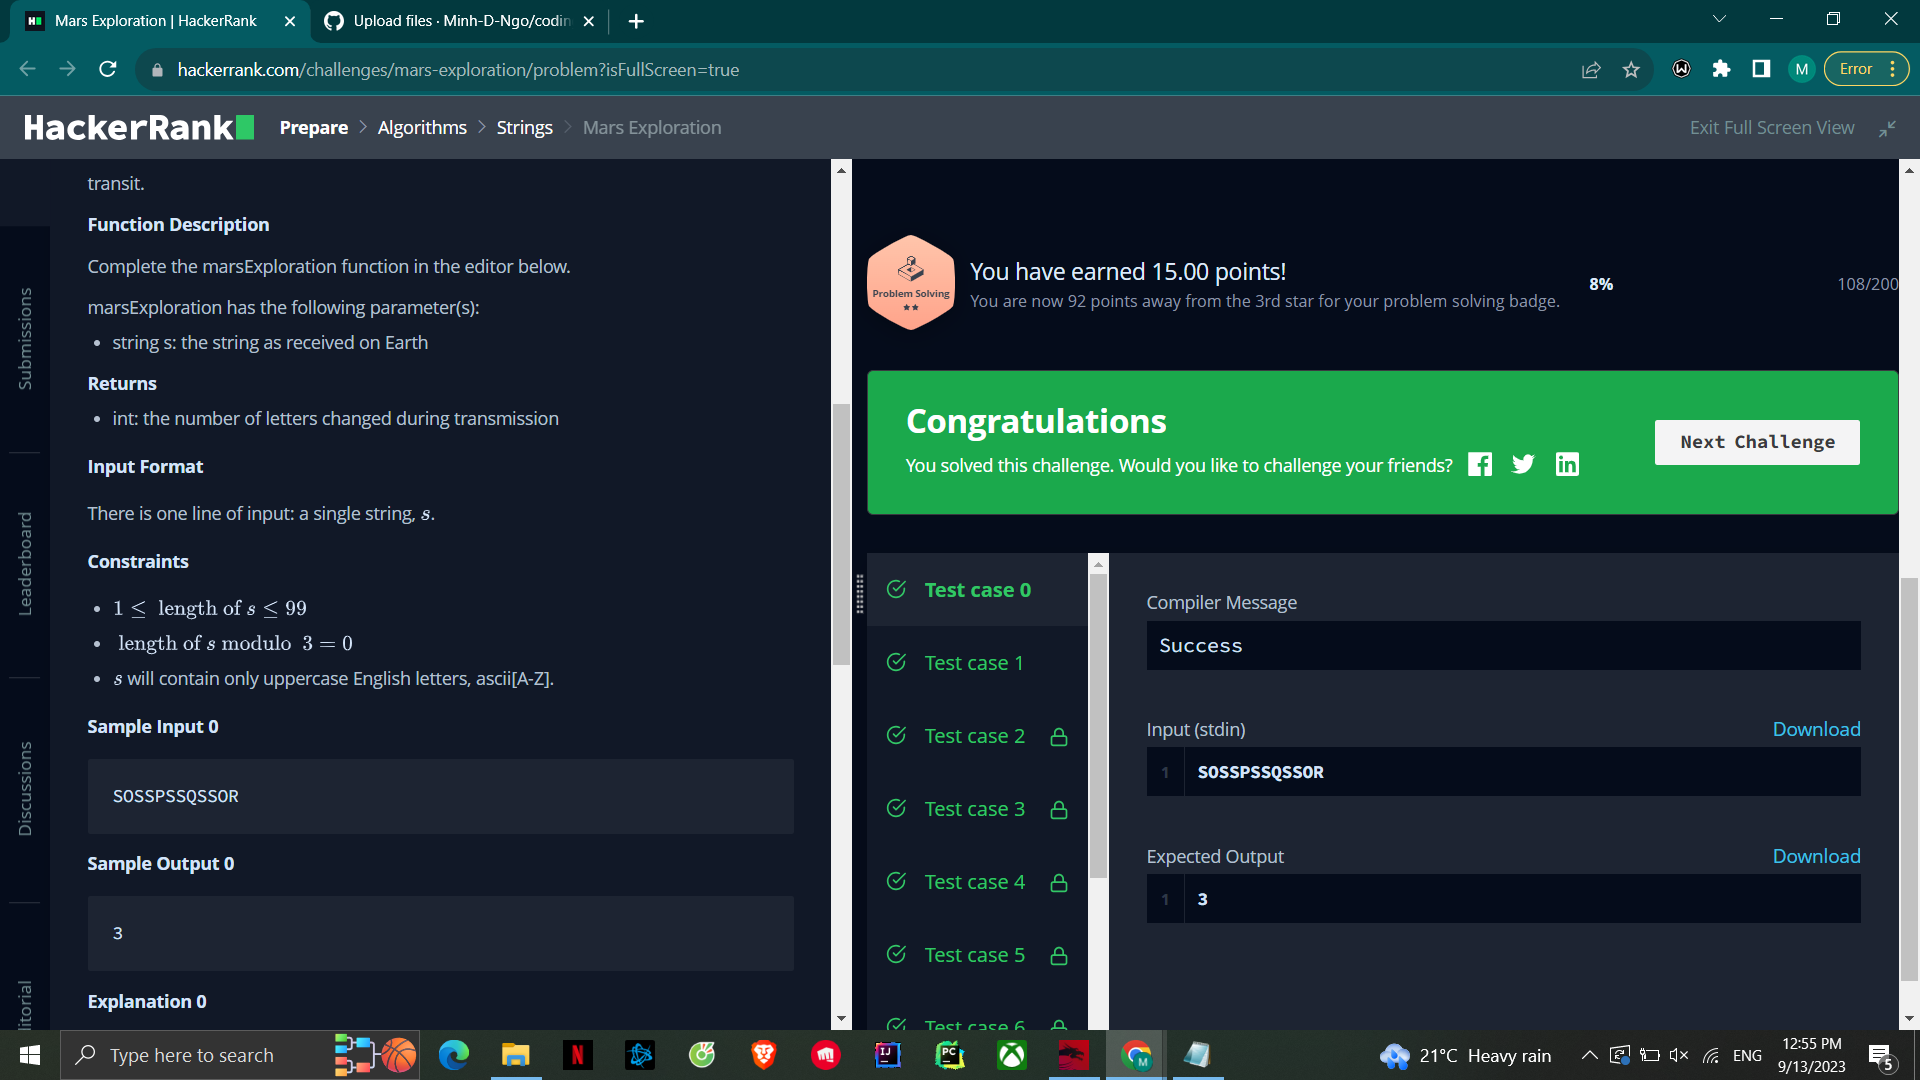 Mars Exploration | HackerRank
Upload files · Minh-D-Ngo/codin
hackerrank.com/challenges/mars-exploration/problem?isFullScreen=true
M
Error
HackerRank
Prepare > Algorithms > Strings > Mars Exploration
Exit Full Screen View
Submissions
Leaderboard
Discussions
itorial
transit.
Function Description
Complete the marsExploration function in the editor below.
marsExploration has the following parameter(s):
• string s: the string as received on Earth
Returns
• int: the number of letters changed during transmission
Input Format
There is one line of input: a single string, s.
Constraints
• 1 ≤ length of s ≤ 99
• length of s modulo 3 = 0
• s will contain only uppercase English letters, ascii[A-Z].
Sample Input 0
SOSSPSSQSSOR
Sample Output 0
3
Explanation 0
Problem Solving
You have earned 15.00 points!
You are now 92 points away from the 3rd star for your problem solving badge.
8%
108/200
Congratulations
You solved this challenge. Would you like to challenge your friends?
Next Challenge
Test case 0
Test case 1
Test case 2
Test case 3
Test case 4
Test case 5
Test case 6
Compiler Message
Success
Input (stdin)
Download
1 SOSSPSSQSSOR
Expected Output
Download
1 3
Type here to search
21°C Heavy rain
ENG
12:55 PM
9/13/2023
5